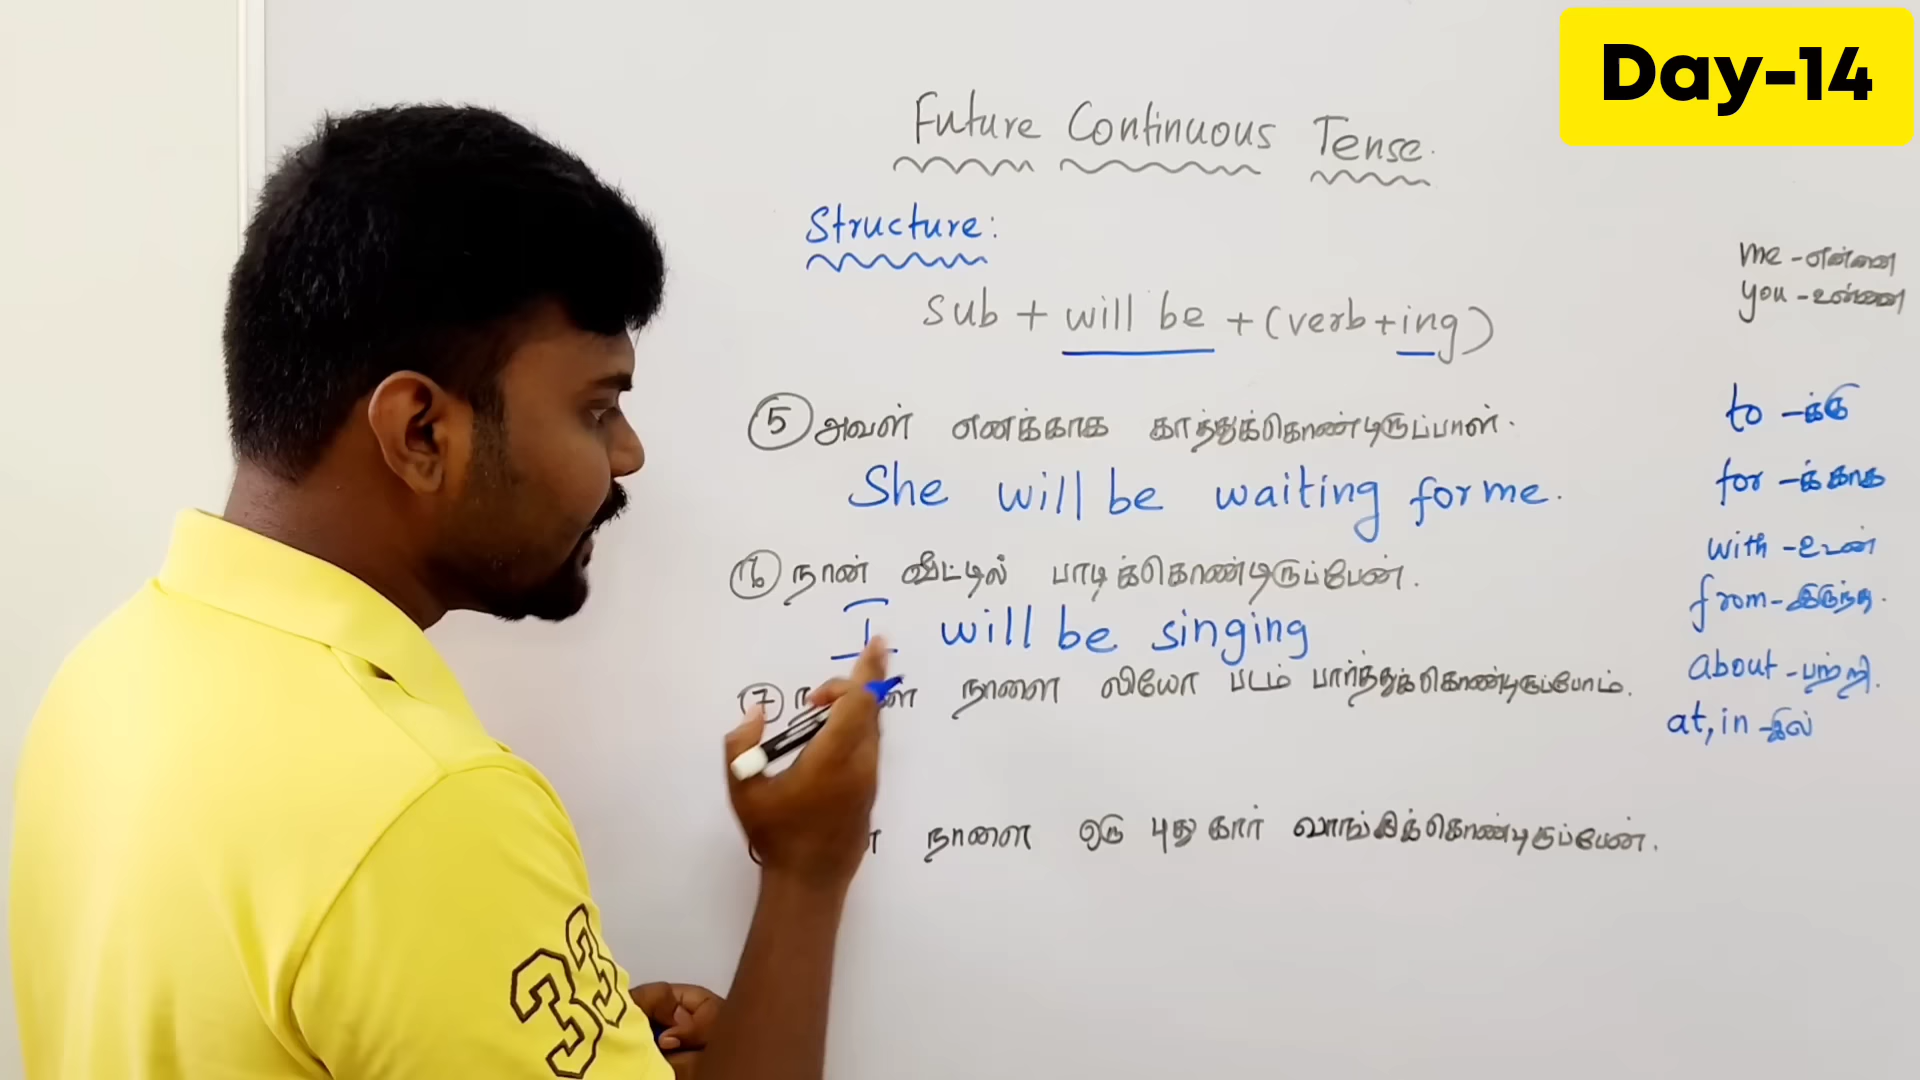 Day-14
Future Continuous Tense.
Structure:
sub + will be + (verb+ing)
me - என்னை
you - உன்னை
5 அவள் எனக்காக காத்துக்கொண்டிருப்பாள்.
She will be waiting for me.
6 நான் வீட்டில் பாடிக்கொண்டிருப்பேன்.
I will be singing
7 நாளை லியோ படம் பார்த்துக்கொண்டிருப்போம்.
நாளை ஒரு புது கார் வாங்கிக்கொண்டிருப்பேன்.
to - க்கு
for - க்காக
with - உடன்
from - இருந்து.
about - பற்றி.
at, in - இல்